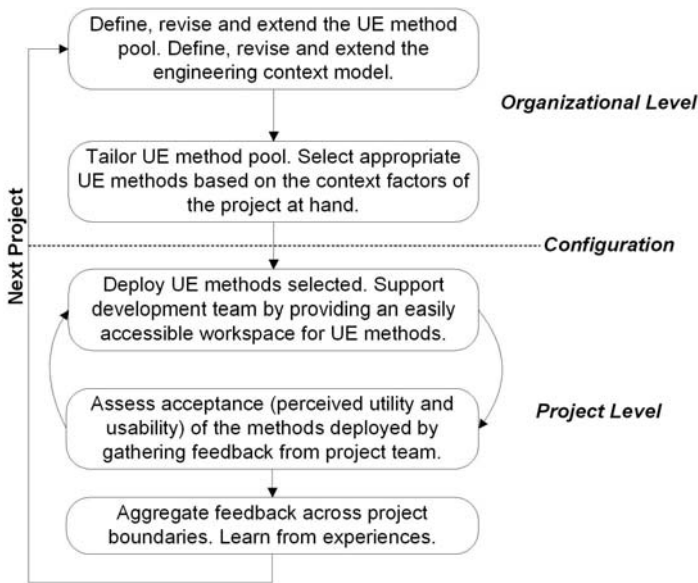 Define, revise and extend the UE method
pool. Define, revise and extend the
engineering context model.
Organizational Level
Tailor UE method pool. Select appropriate
UE methods based on the context factors of
the project at hand.
Next Project
Configuration
Deploy UE methods selected. Support
development team by providing an easily
accessible workspace for UE methods.
Assess acceptance (perceived utility and
usability) of the methods deployed by
gathering feedback from project team.
Project Level
Aggregate feedback across project
boundaries. Learn from experiences.